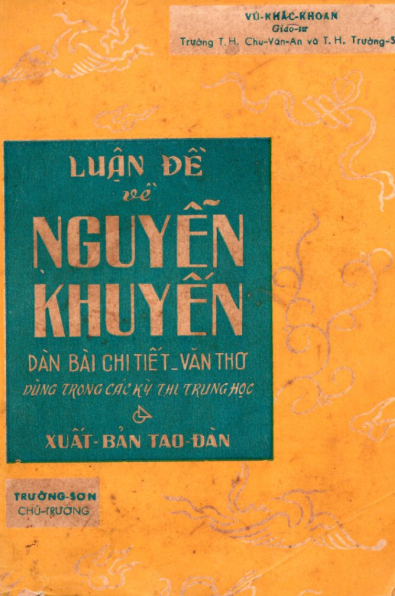 VŨ-KHẮC-KHOAN
Giáo-sư
Trường T.H. Chu-Văn-An và T.H. Trường-S
LUẬN ĐỀ
về
NGUYỄN
KHUYẾN
DÀN BÀI CHI TIẾT_VĂN THƠ
DÙNG TRONG CÁC KỲ THI TRUNG HỌC
XUẤT-BẢN TAO-ĐÀN
TRƯỜNG-SƠN
CHỦ-TRƯƠNG